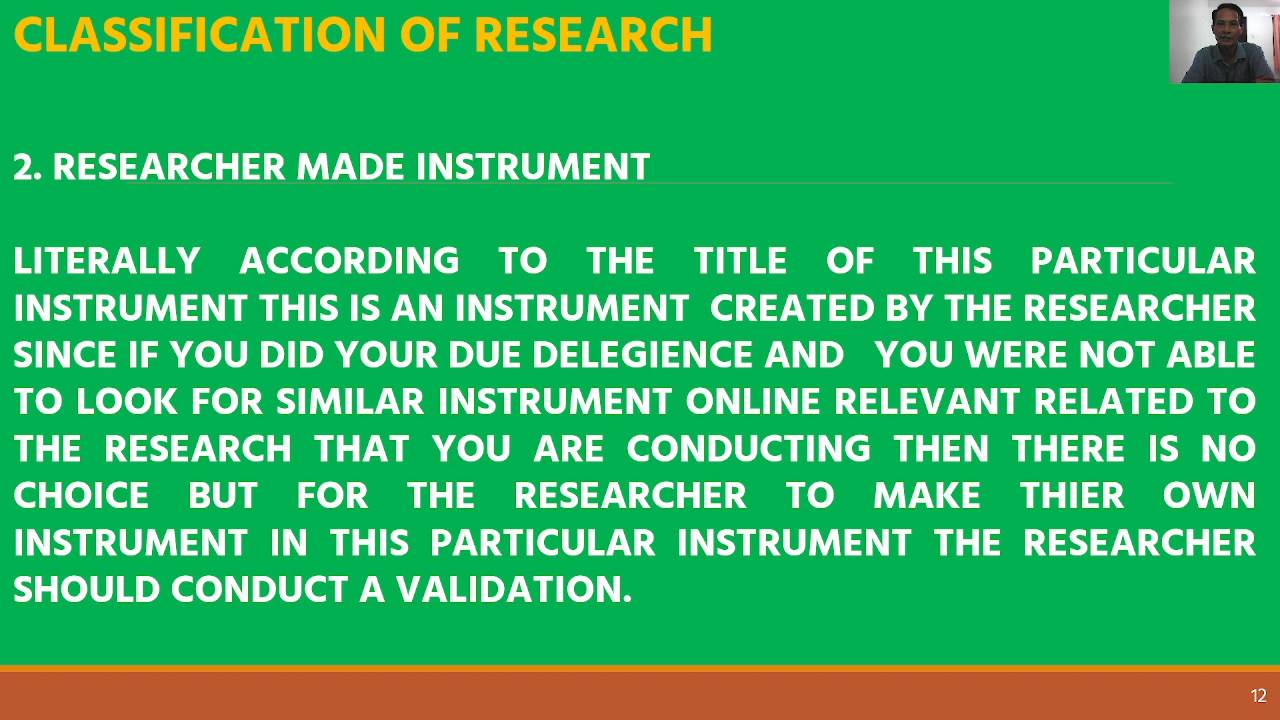 CLASSIFICATION OF RESEARCH
2. RESEARCHER MADE INSTRUMENT
LITERALLY ACCORDING TO THE TITLE OF THIS PARTICULAR
INSTRUMENT THIS IS AN INSTRUMENT CREATED BY THE RESEARCHER
SINCE IF YOU DID YOUR DUE DELEGIENCE AND YOU WERE NOT ABLE
TO LOOK FOR SIMILAR INSTRUMENT ONLINE RELEVANT RELATED TO
THE RESEARCH THAT YOU ARE CONDUCTING THEN THERE IS NO
CHOICE BUT FOR THE RESEARCHER TO MAKE THIER OWN
INSTRUMENT IN THIS PARTICULAR INSTRUMENT THE RESEARCHER
SHOULD CONDUCT A VALIDATION.
12